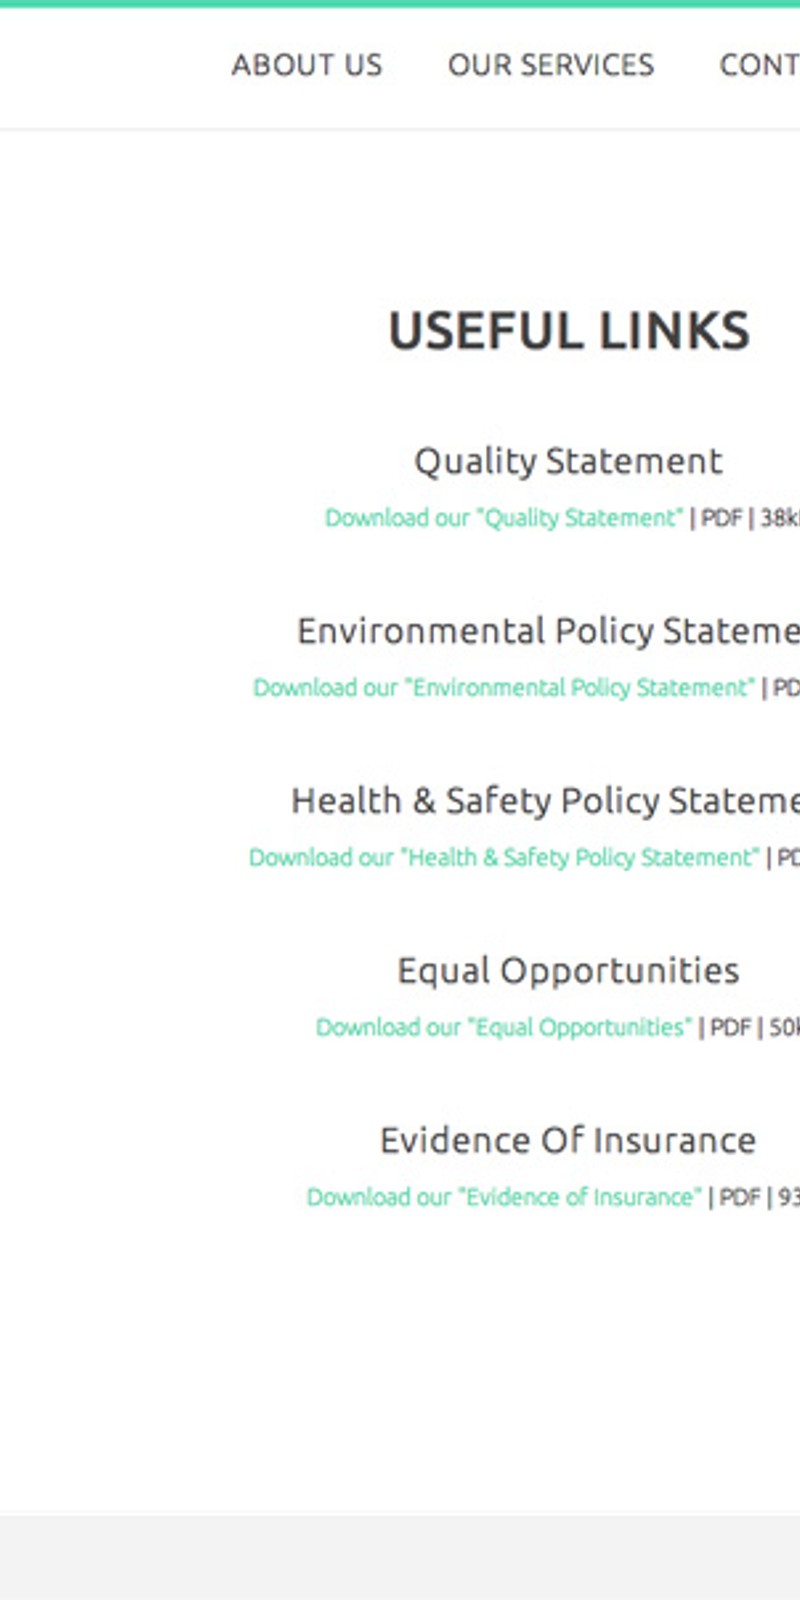 ABOUT US OUR SERVICES CONT
USEFUL LINKS
Quality Statement
Download our "Quality Statement" | PDF | 38k
Environmental Policy Stateme
Download our "Environmental Policy Statement" | PD
Health & Safety Policy Stateme
Download our "Health & Safety Policy Statement" | PD
Equal Opportunities
Download our "Equal Opportunities" | PDF | 50k
Evidence Of Insurance
Download our "Evidence of Insurance" | PDF | 93